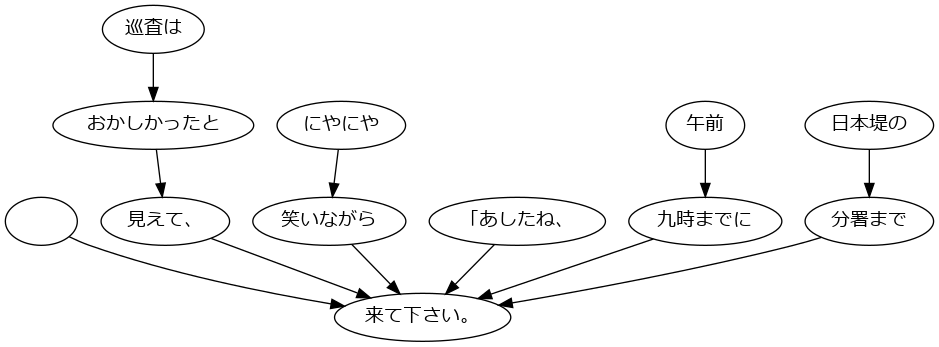 巡査は
おかしかったと
にやにや
午前
日本堤の
見えて、
笑いながら
「あしたね、
九時までに
分署まで
来て下さい。